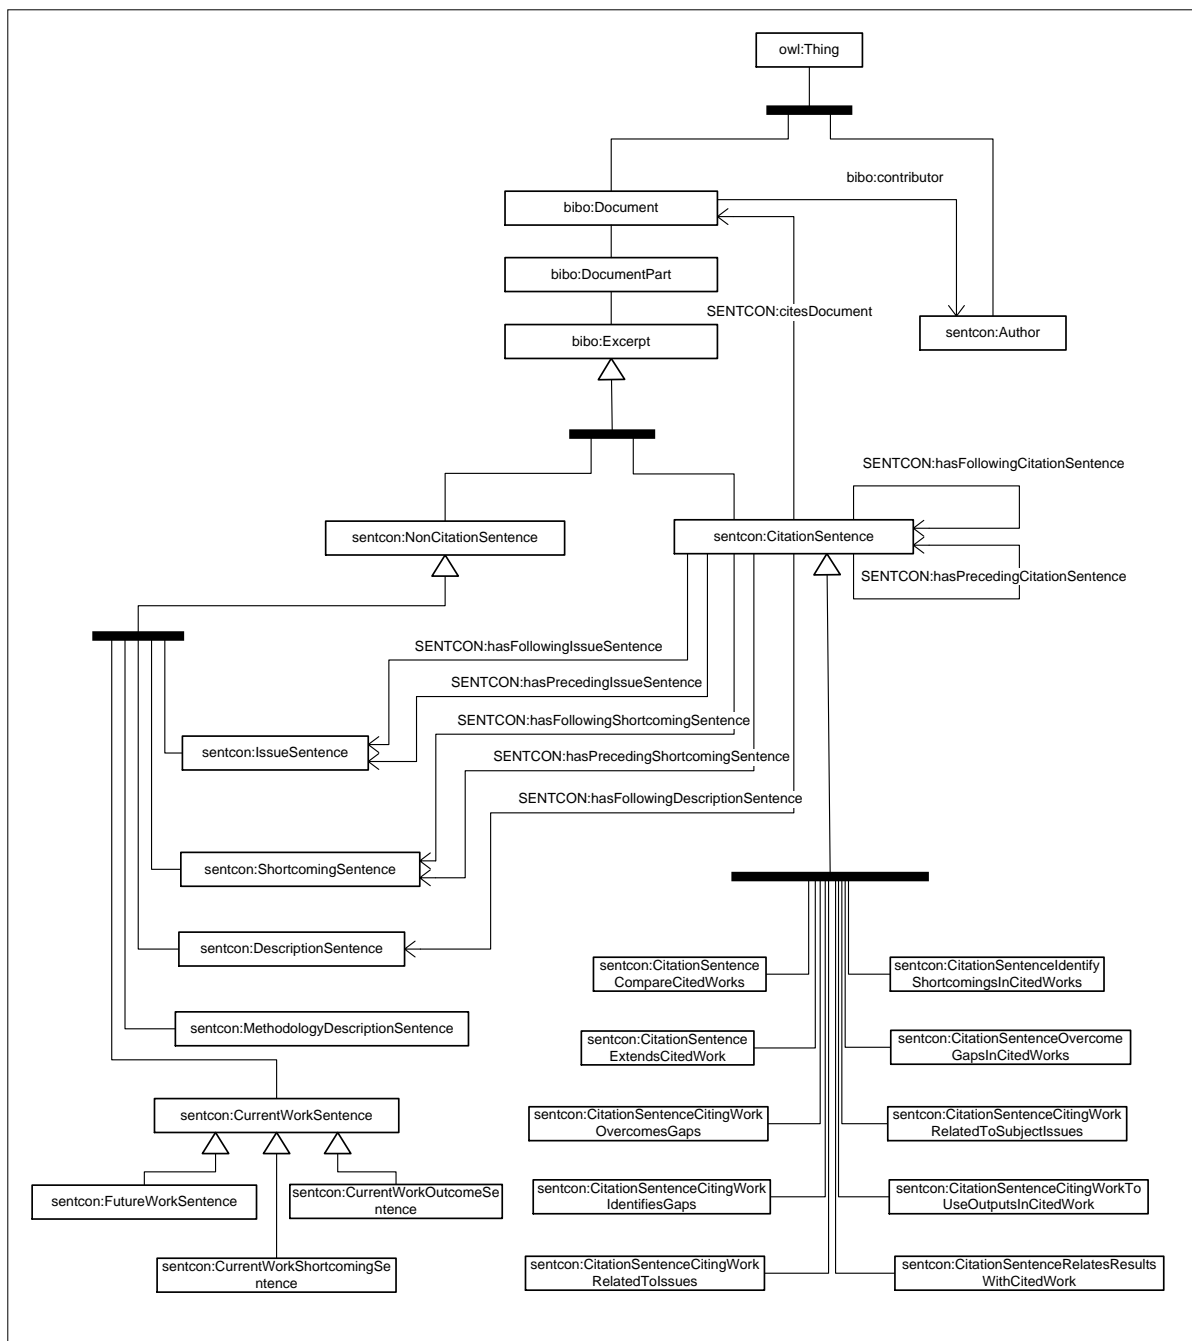 owl:Thing
bibo:contributor
bibo:Document
bibo:DocumentPart
SENTCON:citesDocument
sentcon:Author
bibo:Excerpt
SENTCON:hasFollowingCitationSentence
sentcon:NonCitationSentence
sentcon:CitationSentence
SENTCON:hasPrecedingCitationSentence
SENTCON:hasFollowingIssueSentence
SENTCON:hasPrecedingIssueSentence
SENTCON:hasFollowingShortcomingSentence
sentcon:IssueSentence
SENTCON:hasPrecedingShortcomingSentence
SENTCON:hasFollowingDescriptionSentence
sentcon:ShortcomingSentence
sentcon:DescriptionSentence
sentcon:CitationSentence
CompareCitedWorks
sentcon:CitationSentenceIdentify
ShortcomingsInCitedWorks
sentcon:MethodologyDescriptionSentence
sentcon:CitationSentence
ExtendsCitedWork
sentcon:CitationSentenceOvercome
GapsInCitedWorks
sentcon:CurrentWorkSentence
sentcon:CitationSentenceCitingWork
OvercomesGaps
sentcon:CitationSentenceCitingWork
RelatedToSubjectIssues
sentcon:FutureWorkSentence
sentcon:CurrentWorkOutcomeSe
ntence
sentcon:CitationSentenceCitingWork
IdentifiesGaps
sentcon:CitationSentenceCitingWorkTo
UseOutputsInCitedWork
sentcon:CurrentWorkShortcomingSe
ntence
sentcon:CitationSentenceCitingWork
RelatedToIssues
sentcon:CitationSentenceRelatesResults
WithCitedWork